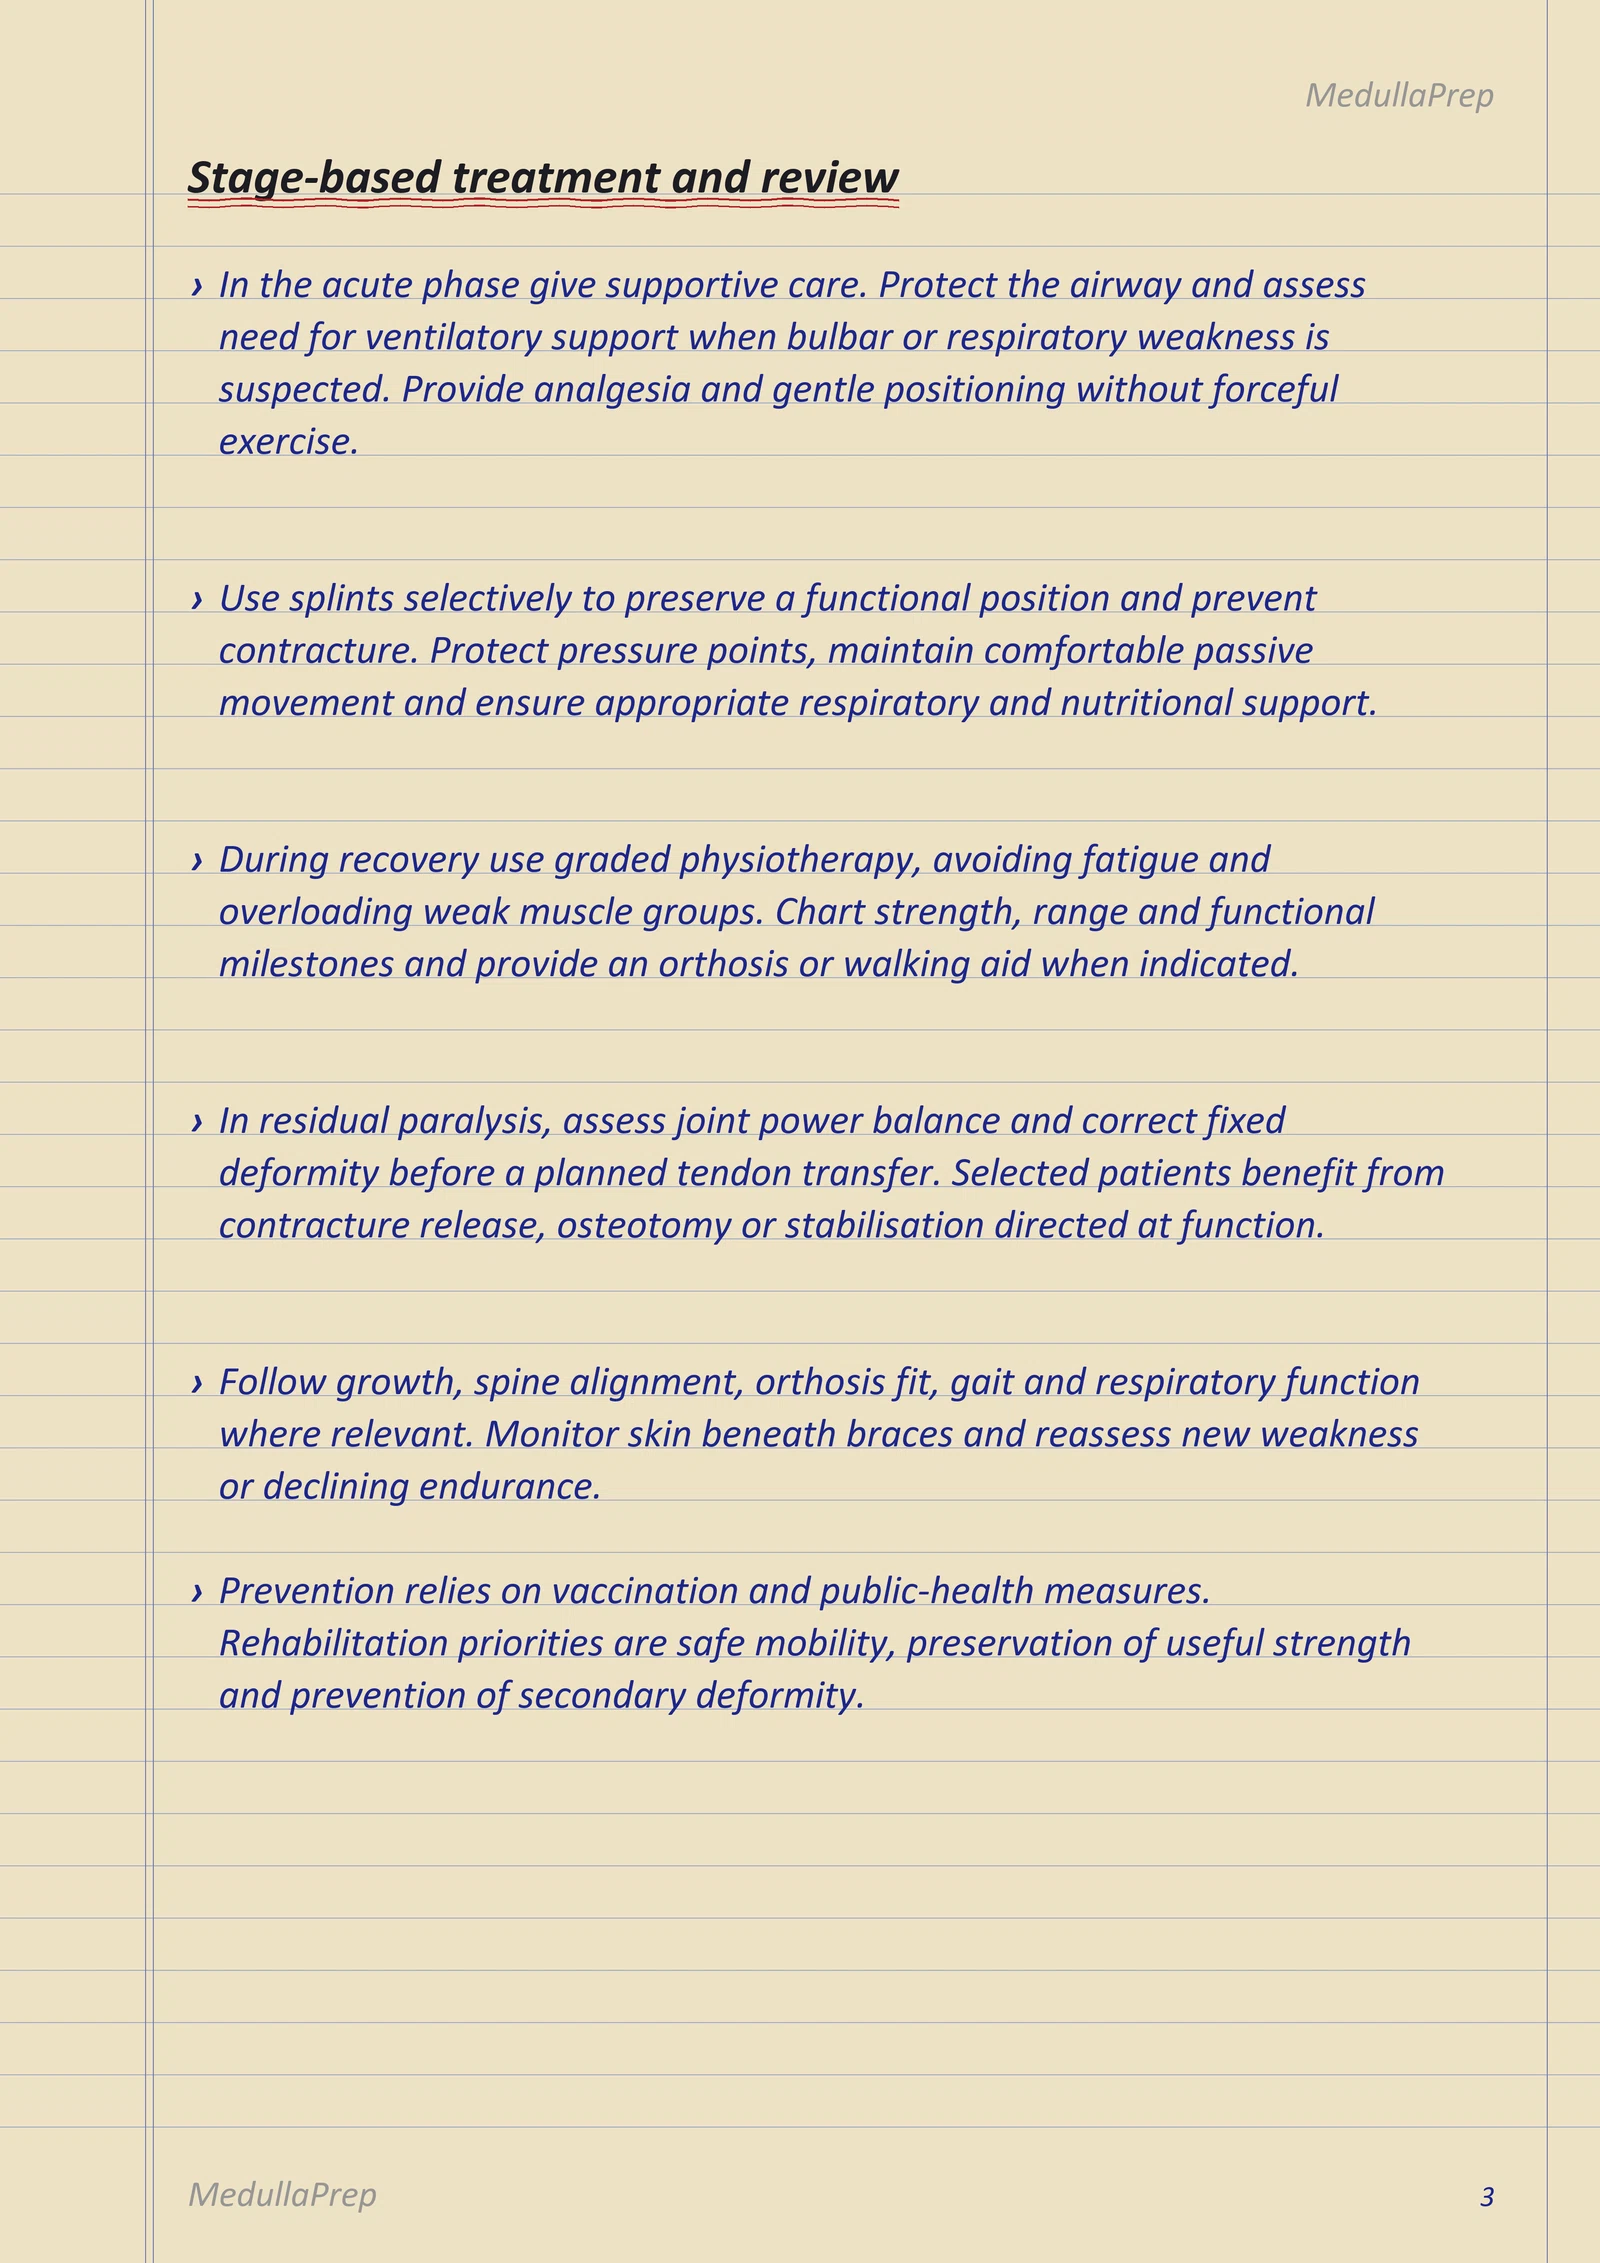 MedullaPrep
Stage-based treatment and review
› In the acute phase give supportive care. Protect the airway and assess
need for ventilatory support when bulbar or respiratory weakness is
suspected. Provide analgesia and gentle positioning without forceful
exercise.
› Use splints selectively to preserve a functional position and prevent
contracture. Protect pressure points, maintain comfortable passive
movement and ensure appropriate respiratory and nutritional support.
› During recovery use graded physiotherapy, avoiding fatigue and
overloading weak muscle groups. Chart strength, range and functional
milestones and provide an orthosis or walking aid when indicated.
› In residual paralysis, assess joint power balance and correct fixed
deformity before a planned tendon transfer. Selected patients benefit from
contracture release, osteotomy or stabilisation directed at function.
› Follow growth, spine alignment, orthosis fit, gait and respiratory function
where relevant. Monitor skin beneath braces and reassess new weakness
or declining endurance.
› Prevention relies on vaccination and public-health measures.
Rehabilitation priorities are safe mobility, preservation of useful strength
and prevention of secondary deformity.
MedullaPrep
3